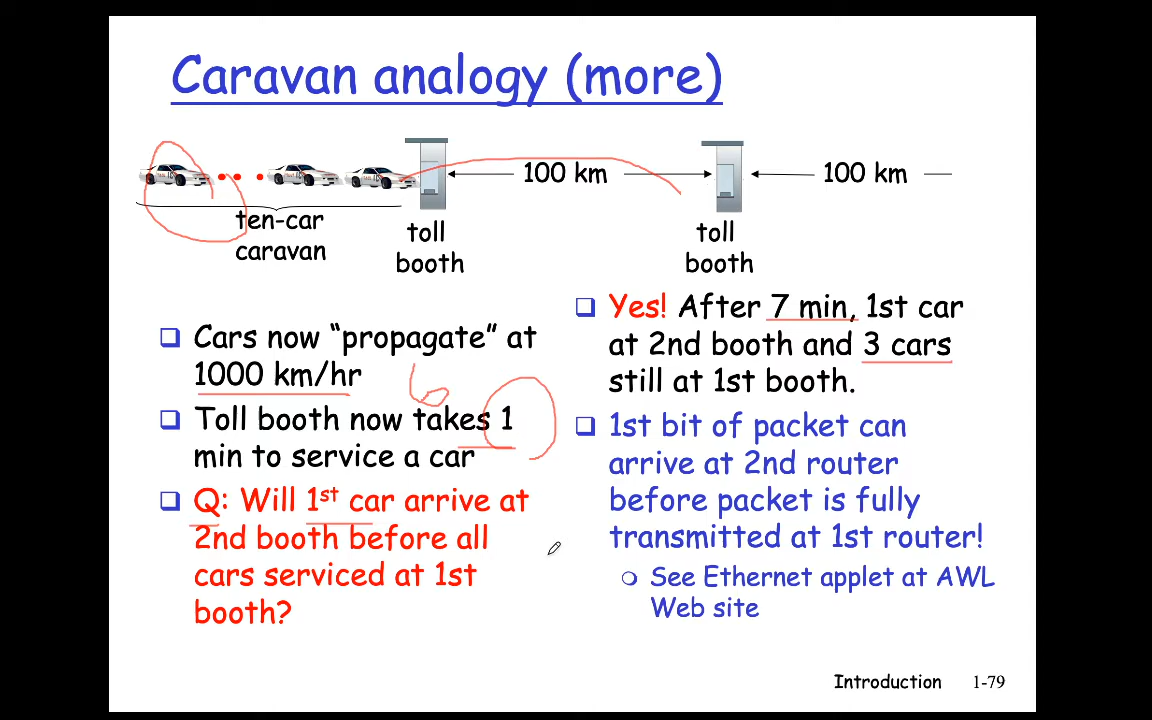 Caravan analogy (more)
100 km
100 km
ten-car
caravan
toll
booth
toll
booth
Cars now “propagate” at
1000 km/hr
6
Toll booth now takes 1
min to service a car
Q: Will 1st car arrive at
2nd booth before all
cars serviced at 1st
booth?
Yes! After 7 min, 1st car
at 2nd booth and 3 cars
still at 1st booth.
1st bit of packet can
arrive at 2nd router
before packet is fully
transmitted at 1st router!
See Ethernet applet at AWL
Web site
Introduction 1-79